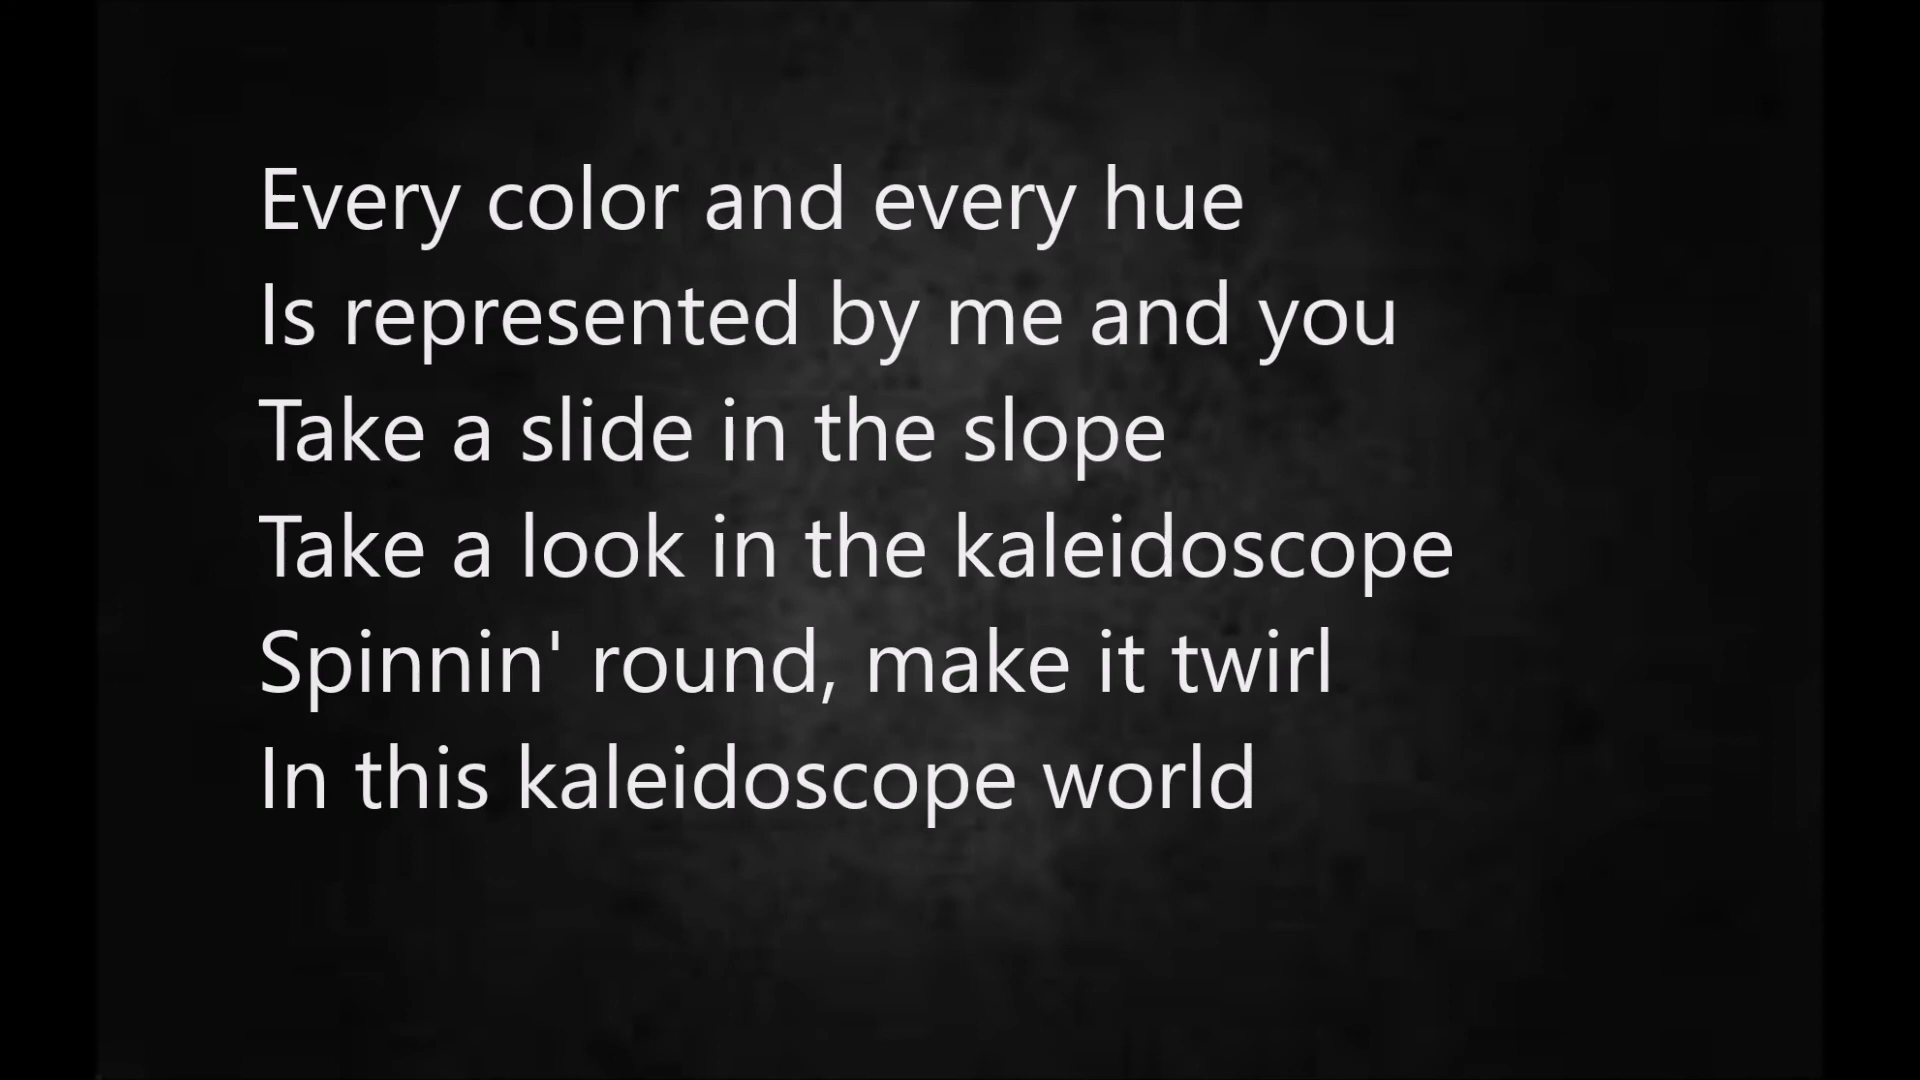 Every color and every hue
Is represented by me and you
Take a slide in the slope
Take a look in the kaleidoscope
Spinnin' round, make it twirl
In this kaleidoscope world